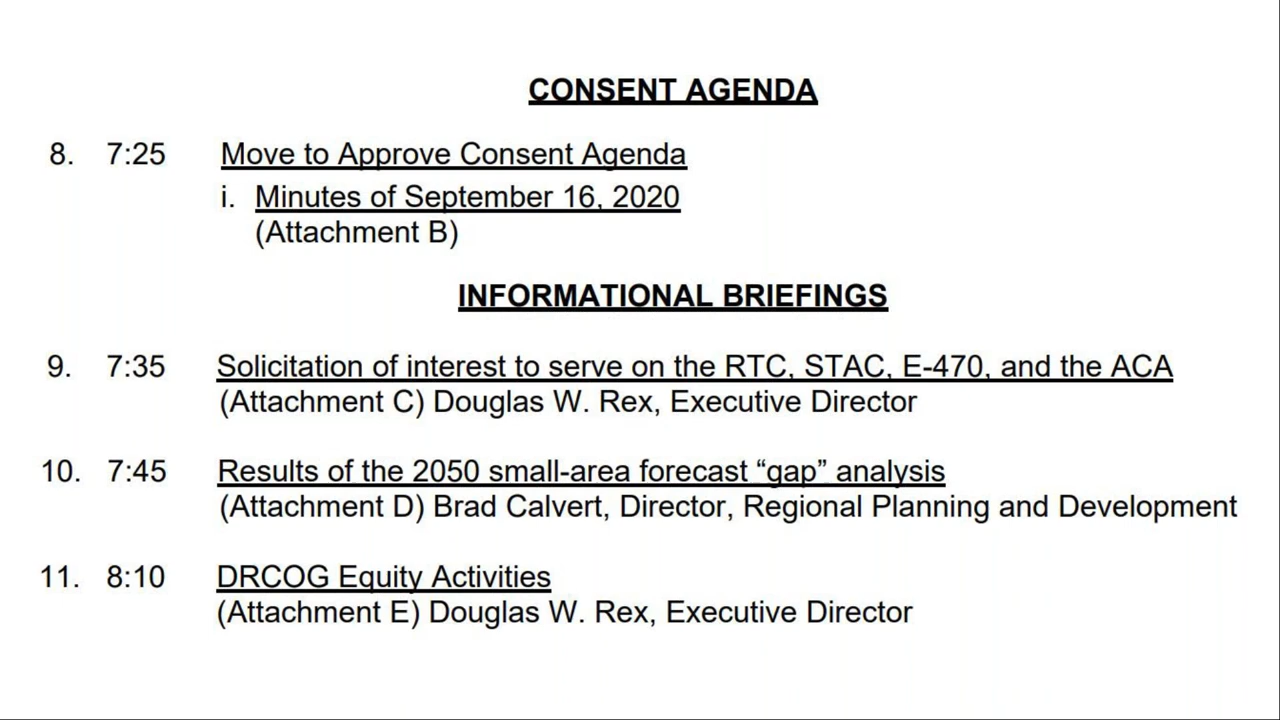 CONSENT AGENDA
8. 7:25 Move to Approve Consent Agenda
i. Minutes of September 16, 2020
(Attachment B)
INFORMATIONAL BRIEFINGS
9. 7:35 Solicitation of interest to serve on the RTC, STAC, E-470, and the ACA
(Attachment C) Douglas W. Rex, Executive Director
10. 7:45 Results of the 2050 small-area forecast “gap” analysis
(Attachment D) Brad Calvert, Director, Regional Planning and Development
11. 8:10 DRCOG Equity Activities
(Attachment E) Douglas W. Rex, Executive Director